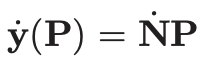 ẏ(P) = ṄP